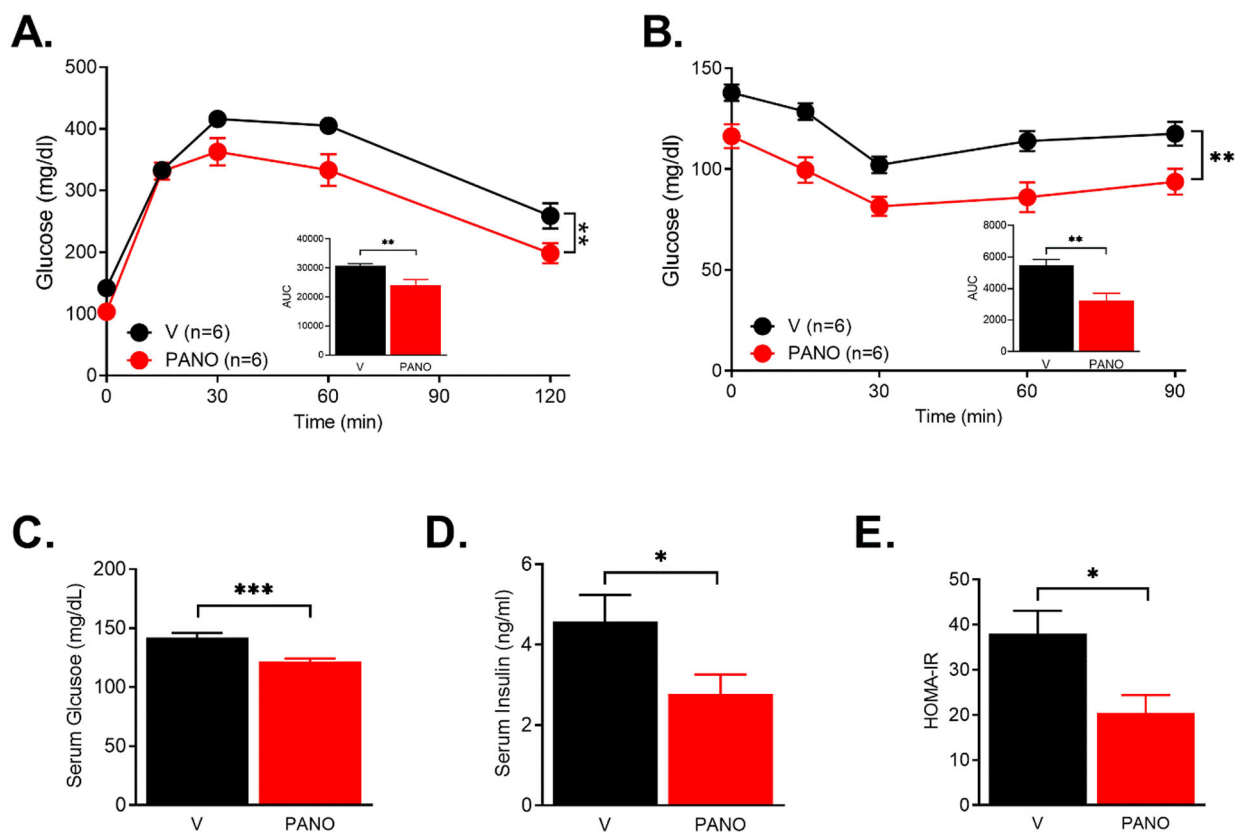 A.
500
400
300
200
100
0
Glucose (mg/dl)
0
30
60
90
120
Time (min)
V (n=6)
PANO (n=6)
**
40000
30000
20000
10000
0
AUC
**
V
PANO
B.
150
100
50
0
Glucose (mg/dl)
0
30
60
90
Time (min)
V (n=6)
PANO (n=6)
**
8000
6000
4000
2000
0
AUC
**
V
PANO
C.
200
150
100
50
0
Serum Glcusoe (mg/dL)
***
V
PANO
D.
6
4
2
0
Serum Insulin (ng/ml)
*
V
PANO
E.
50
40
30
20
10
0
HOMA-IR
*
V
PANO